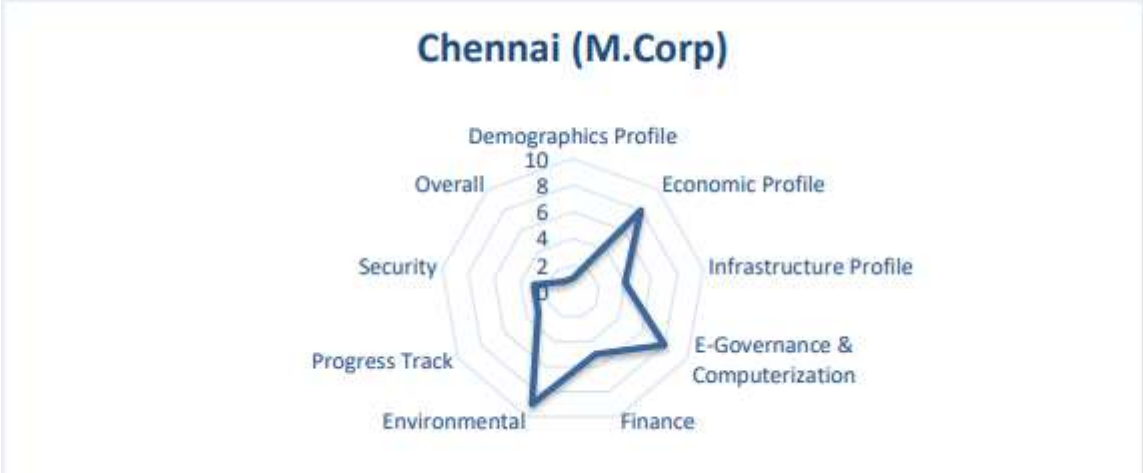 Chennai (M.Corp)
Demographics Profile
10
Overall
8
Economic Profile
6
4
Security
2
Infrastructure Profile
0
E-Governance &
Computerization
Progress Track
Environmental
Finance